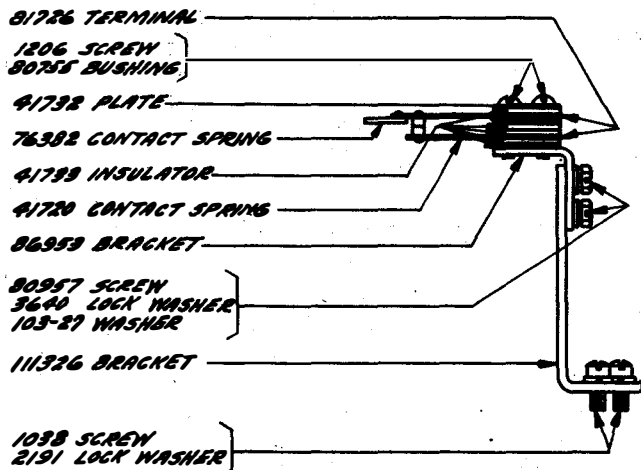 81726 TERMINAL
1206 SCREW
80755 BUSHING
41732 PLATE
76382 CONTACT SPRING
41799 INSULATOR
41720 CONTACT SPRING
86959 BRACKET
80957 SCREW
3640 LOCK WASHER
103-27 WASHER
111326 BRACKET
1038 SCREW
2191 LOCK WASHER